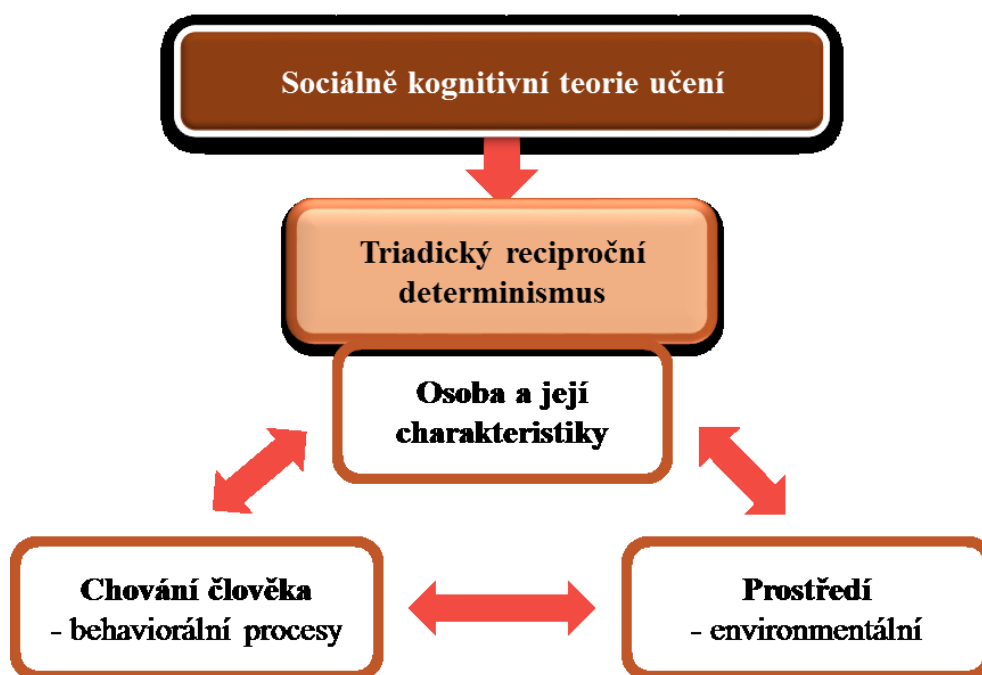 Sociálně kognitivní teorie učení
Triadický reciproční
determinismus
Osoba a její
charakteristiky
Chování člověka
- behaviorální procesy
Prostředí
- environmentální